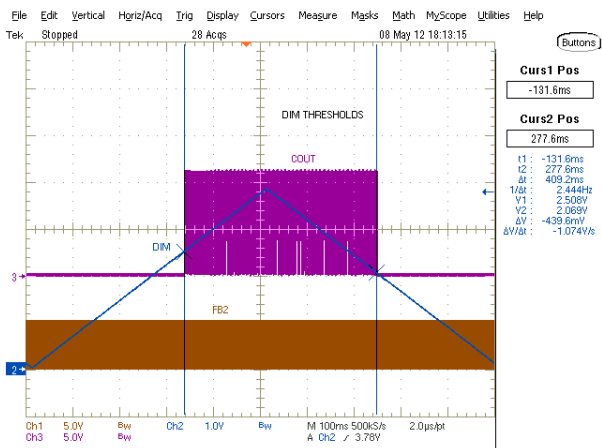 File Edit Vertical Horiz/Acq Trig Display Cursors Measure Masks Math MyScope Utilities Help
Tek Stopped 28 Acqs 08 May 12 18:13:15
Buttons
Curs1 Pos
-131.6ms
Curs2 Pos
277.6ms
t1 : -131.6ms
t2 : 277.6ms
Δt : 409.2ms
1/Δt : 2.444Hz
V1 : 2.508V
V2 : 2.069V
ΔV : -439.6mV
ΔV/Δt : -1.074V/s
DIM THRESHOLDS
COUT
DIM
3
FB2
2
Ch1 5.0V Bw Ch2 1.0V Bw M 100ms 500kS/s 2.0µs/pt
Ch3 5.0V Bw A Ch2 / 3.78V